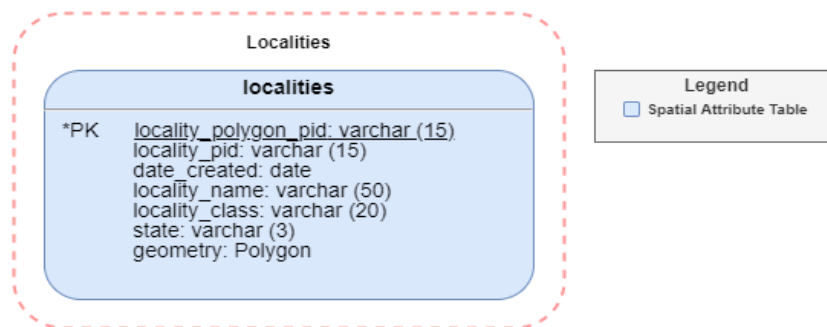 Localities
localities
*PK locality_polygon_pid: varchar (15)
locality_pid: varchar (15)
date_created: date
locality_name: varchar (50)
locality_class: varchar (20)
state: varchar (3)
geometry: Polygon
Legend
Spatial Attribute Table